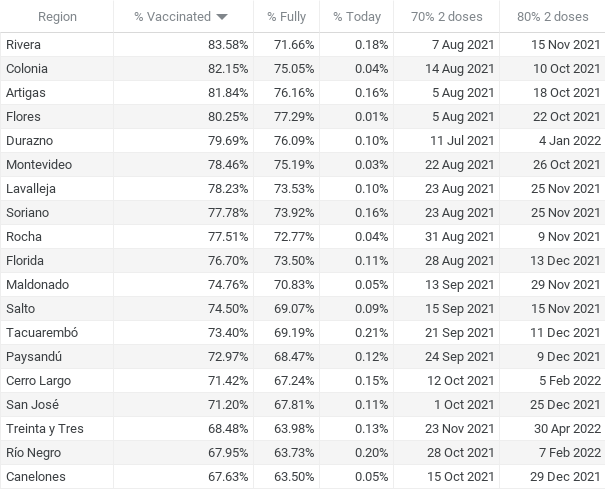 Region % Vaccinated % Fully % Today 70% 2 doses 80% 2 doses
Rivera 83.58% 71.66% 0.18% 7 Aug 2021 15 Nov 2021
Colonia 82.15% 75.05% 0.04% 14 Aug 2021 10 Oct 2021
Artigas 81.84% 76.16% 0.16% 5 Aug 2021 18 Oct 2021
Flores 80.25% 77.29% 0.01% 5 Aug 2021 22 Oct 2021
Durazno 79.69% 76.09% 0.10% 11 Jul 2021 4 Jan 2022
Montevideo 78.46% 75.19% 0.03% 22 Aug 2021 26 Oct 2021
Lavalleja 78.23% 73.53% 0.10% 23 Aug 2021 25 Nov 2021
Soriano 77.78% 73.92% 0.16% 23 Aug 2021 25 Nov 2021
Rocha 77.51% 72.77% 0.04% 31 Aug 2021 9 Nov 2021
Florida 76.70% 73.50% 0.11% 28 Aug 2021 13 Dec 2021
Maldonado 74.76% 70.83% 0.05% 13 Sep 2021 29 Nov 2021
Salto 74.50% 69.07% 0.09% 15 Sep 2021 15 Nov 2021
Tacuarembó 73.40% 69.19% 0.21% 21 Sep 2021 11 Dec 2021
Paysandú 72.97% 68.47% 0.12% 24 Sep 2021 9 Dec 2021
Cerro Largo 71.42% 67.24% 0.15% 12 Oct 2021 5 Feb 2022
San José 71.20% 67.81% 0.11% 1 Oct 2021 25 Dec 2021
Treinta y Tres 68.48% 63.98% 0.13% 23 Nov 2021 30 Apr 2022
Río Negro 67.95% 63.73% 0.20% 28 Oct 2021 7 Feb 2022
Canelones 67.63% 63.50% 0.05% 15 Oct 2021 29 Dec 2021